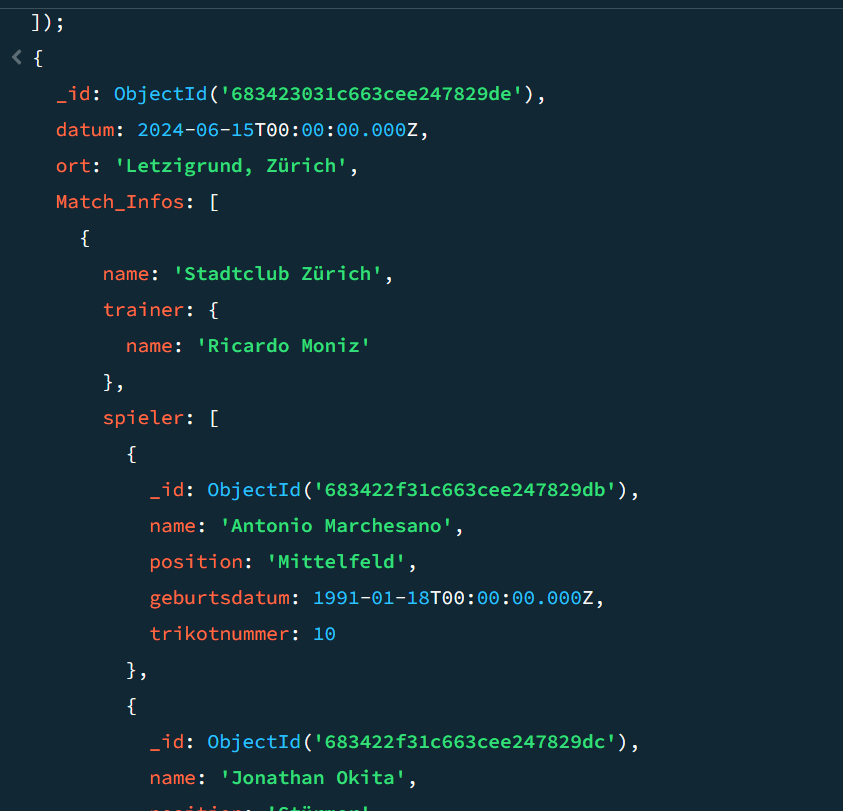 ]);
{
_id: ObjectId('683423031c663cee247829de'),
datum: 2024-06-15T00:00:00.000Z,
ort: 'Letzigrund, Zürich',
Match_Infos: [
{
name: 'Stadtclub Zürich',
trainer: {
name: 'Ricardo Moniz'
},
spieler: [
{
_id: ObjectId('683422f31c663cee247829db'),
name: 'Antonio Marchesano',
position: 'Mittelfeld',
geburtsdatum: 1991-01-18T00:00:00.000Z,
trikotnummer: 10
},
{
_id: ObjectId('683422f31c663cee247829dc'),
name: 'Jonathan Okita',